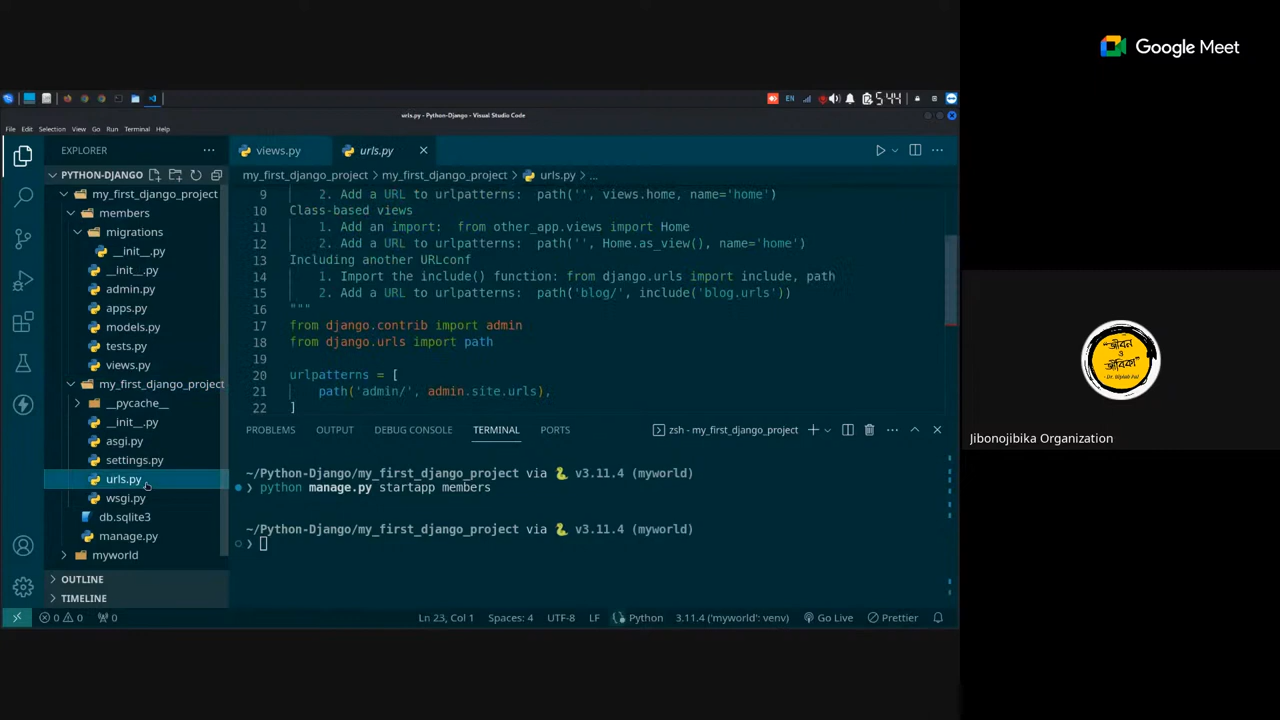 Google Meet
EN
5:44
urls.py - Python-Django - Visual Studio Code
File Edit Selection View Go Run Terminal Help
EXPLORER
PYTHON-DJANGO
my_first_django_project
members
migrations
__init__.py
__init__.py
admin.py
apps.py
models.py
tests.py
views.py
my_first_django_project
__pycache__
__init__.py
asgi.py
settings.py
urls.py
wsgi.py
db.sqlite3
manage.py
myworld
OUTLINE
TIMELINE
views.py urls.py
my_first_django_project > my_first_django_project > urls.py > ...
9 2. Add a URL to urlpatterns: path('', views.home, name='home')
10 Class-based views
11 1. Add an import: from other_app.views import Home
12 2. Add a URL to urlpatterns: path('', Home.as_view(), name='home')
13 Including another URLconf
14 1. Import the include() function: from django.urls import include, path
15 2. Add a URL to urlpatterns: path('blog/', include('blog.urls'))
16 """
17 from django.contrib import admin
18 from django.urls import path
19
20 urlpatterns = [
21 path('admin/', admin.site.urls),
22 ]
PROBLEMS OUTPUT DEBUG CONSOLE TERMINAL PORTS
zsh - my_first_django_project
~/Python-Django/my_first_django_project via 🐍 v3.11.4 (myworld)
❯ python manage.py startapp members
~/Python-Django/my_first_django_project via 🐍 v3.11.4 (myworld)
❯
0 0 0 Ln 23, Col 1 Spaces: 4 UTF-8 LF Python 3.11.4 ('myworld': venv) Go Live Prettier
"জীবন
ও
জীবিকা"
Jibonojibika Organization